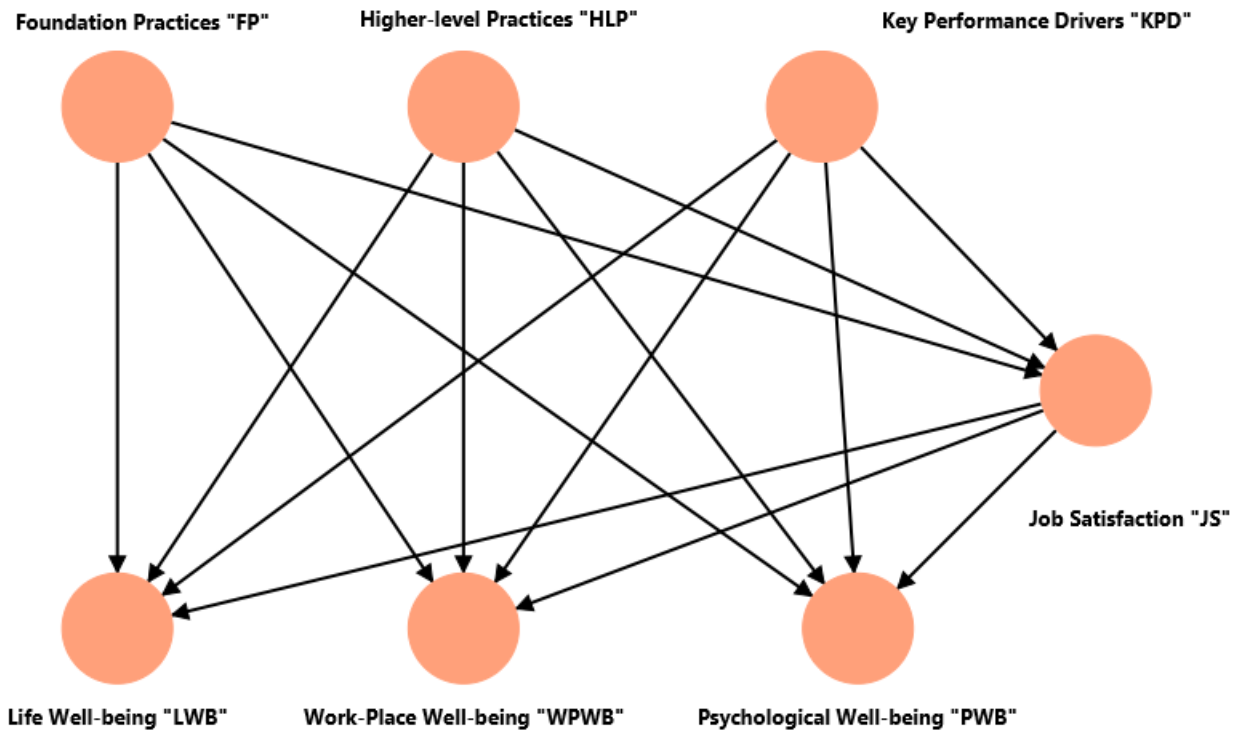 Foundation Practices "FP"
Higher-level Practices "HLP"
Key Performance Drivers "KPD"
Job Satisfaction "JS"
Life Well-being "LWB"
Work-Place Well-being "WPWB"
Psychological Well-being "PWB"